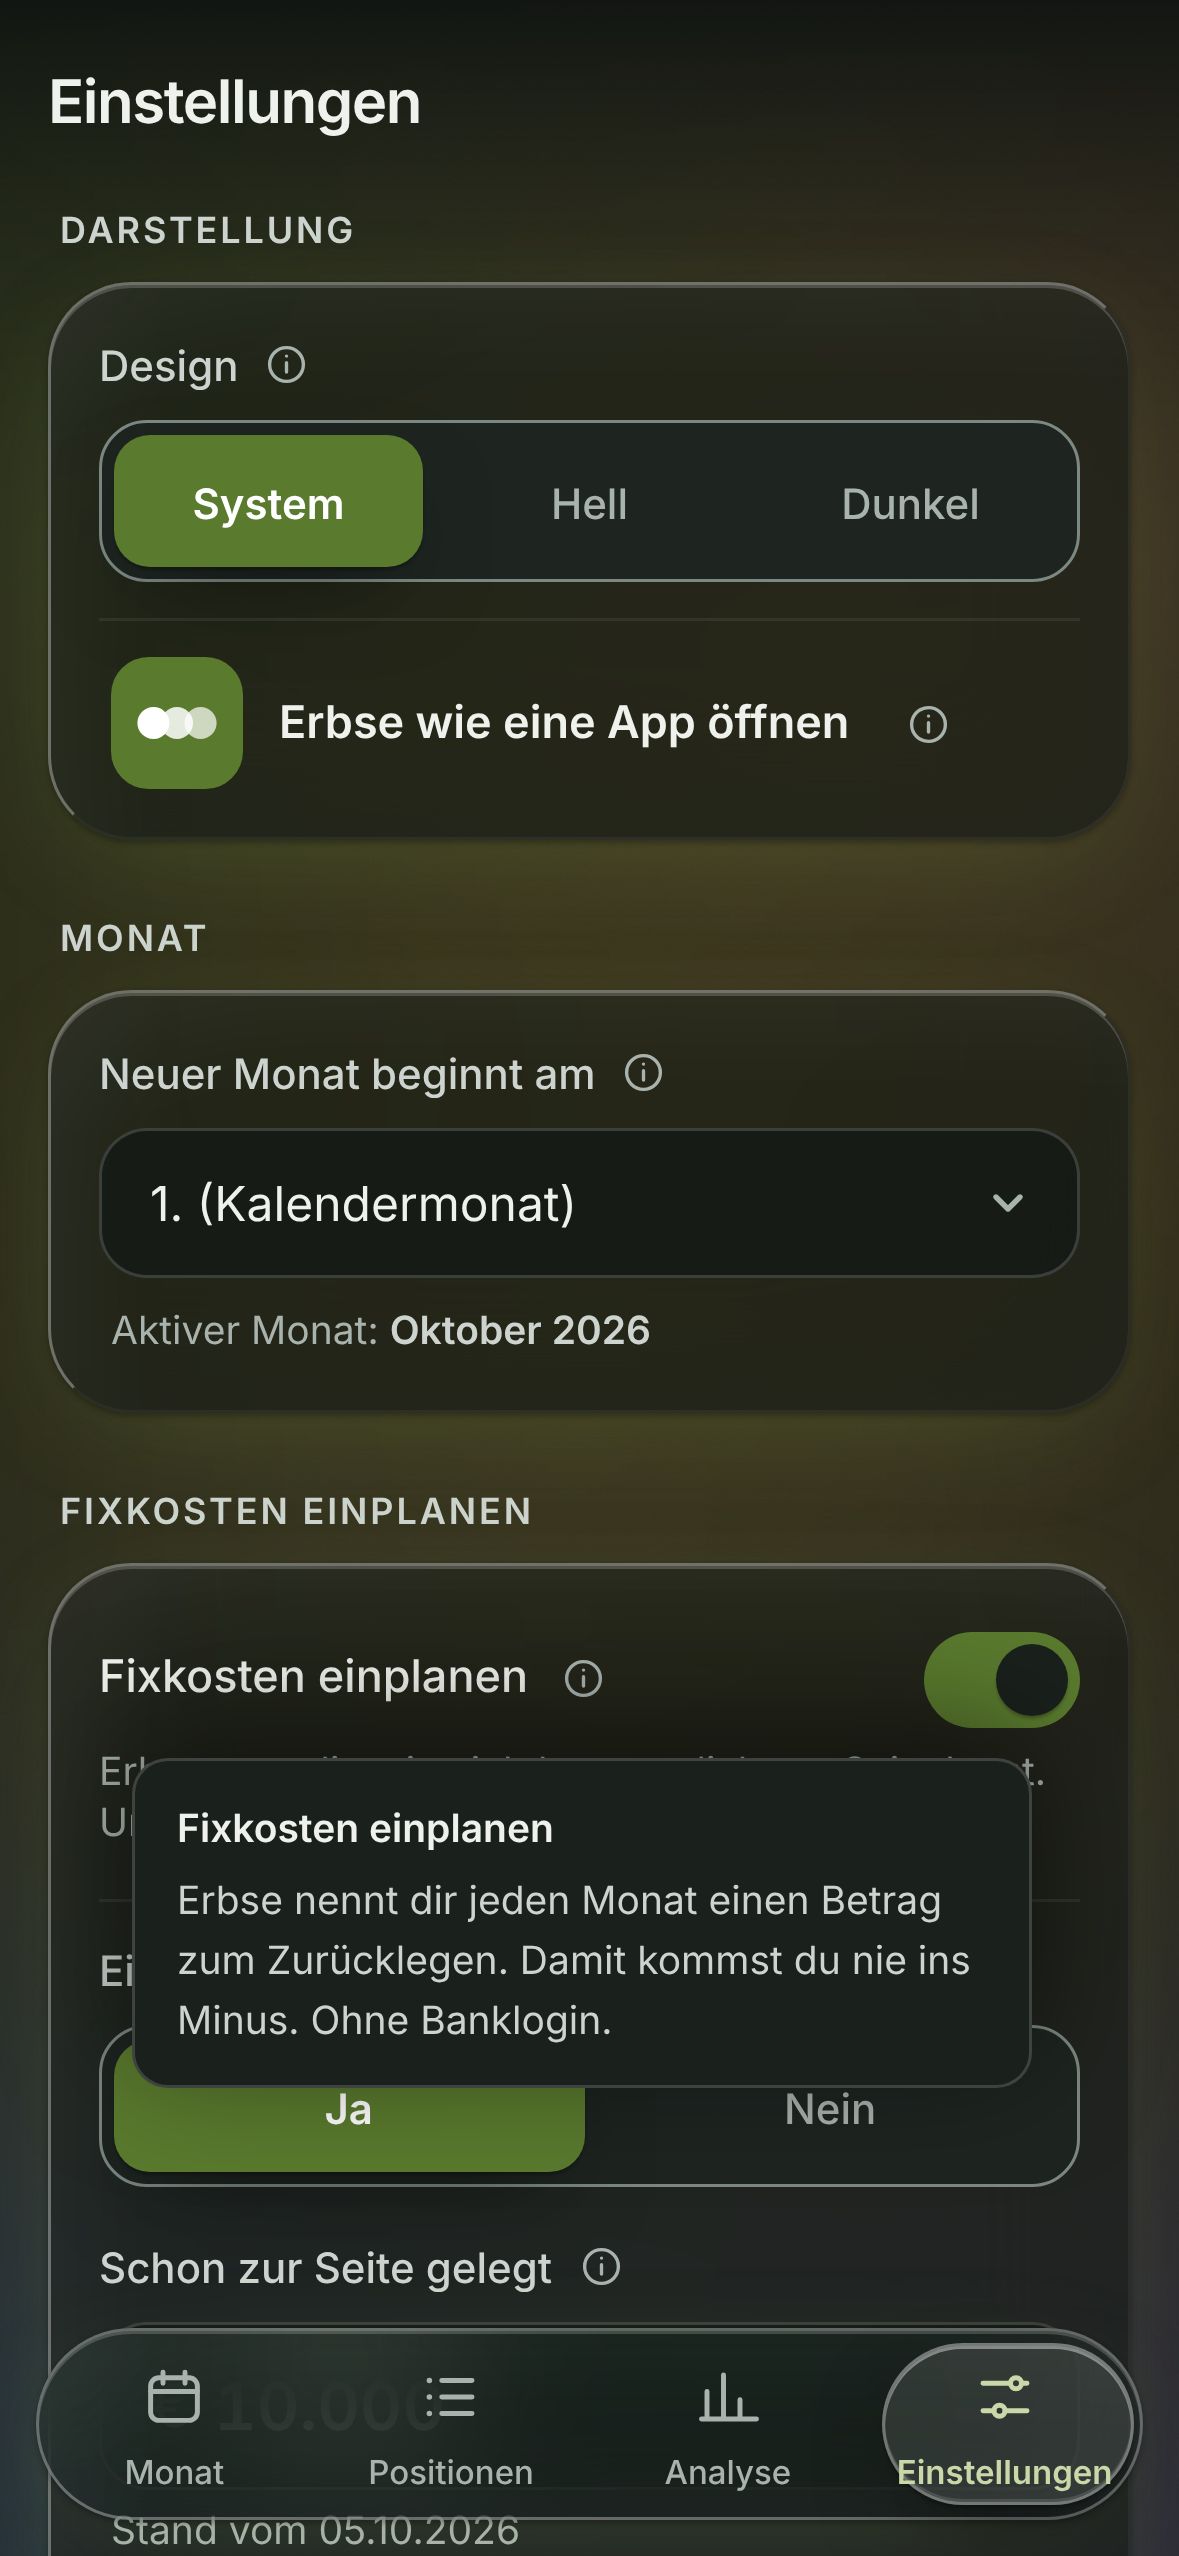 Einstellungen
DARSTELLUNG
Design
System Hell Dunkel
Erbse wie eine App öffnen
MONAT
Neuer Monat beginnt am
1. (Kalendermonat)
Aktiver Monat: Oktober 2026
FIXKOSTEN EINPLANEN
Fixkosten einplanen
Fixkosten einplanen
Erbse nennt dir jeden Monat einen Betrag
zum Zurücklegen. Damit kommst du nie ins
Minus. Ohne Banklogin.
Ja Nein
Schon zur Seite gelegt
10.000
Monat Positionen Analyse Einstellungen
Stand vom 05.10.2026